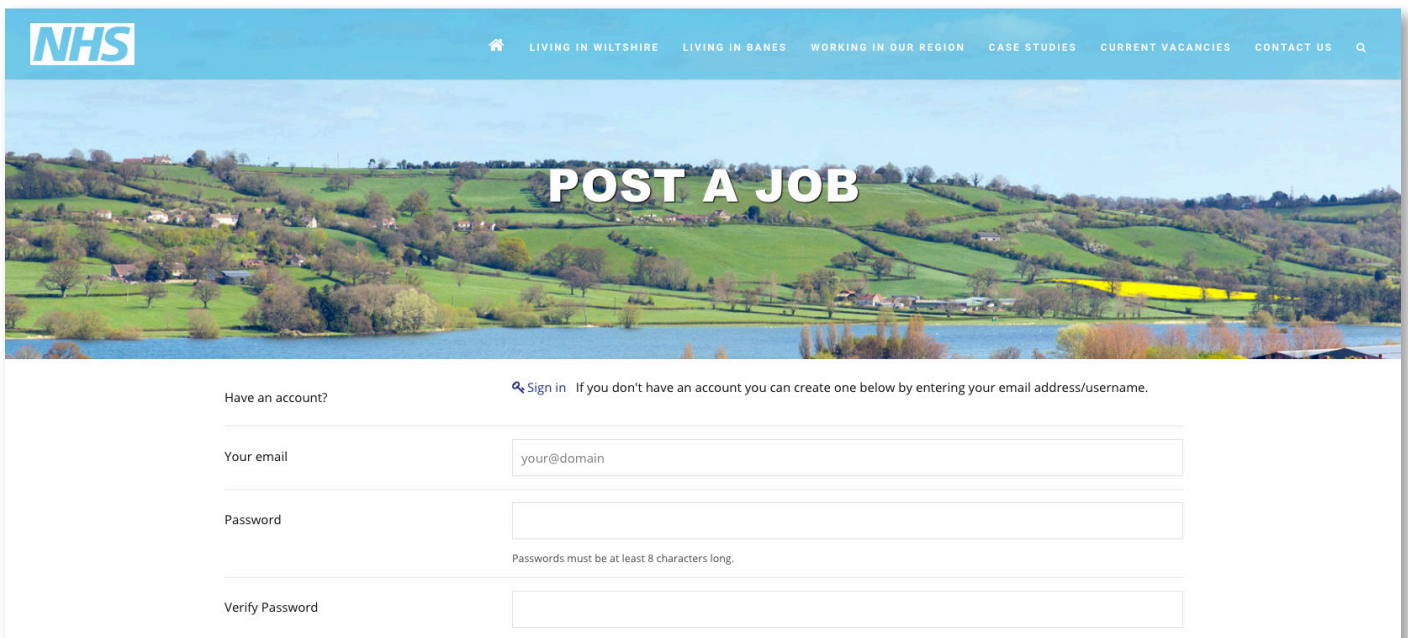 NHS
LIVING IN WILTSHIRE LIVING IN BANES WORKING IN OUR REGION CASE STUDIES CURRENT VACANCIES CONTACT US
POST A JOB
Have an account?
Sign in If you don't have an account you can create one below by entering your email address/username.
Your email
your@domain
Password
Passwords must be at least 8 characters long.
Verify Password